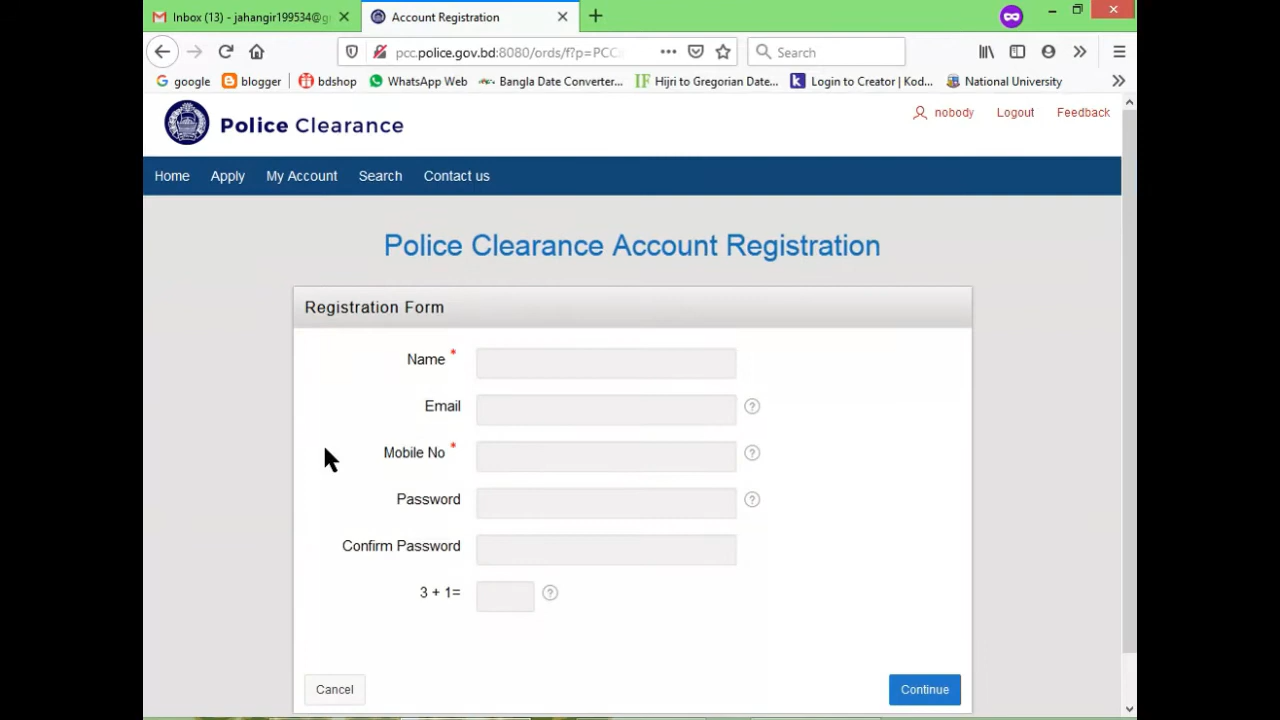 Inbox (13) - jahangir199534@g
Account Registration
pcc.police.gov.bd:8080/ords/f?p=PCC
Search
google
blogger
bdshop
WhatsApp Web
Bangla Date Converter...
Hijri to Gregorian Date...
Login to Creator | Kod...
National University
Police Clearance
nobody
Logout
Feedback
Home
Apply
My Account
Search
Contact us
Police Clearance Account Registration
Registration Form
Name *
Email
?
Mobile No *
?
Password
?
Confirm Password
3 + 1=
?
Cancel
Continue